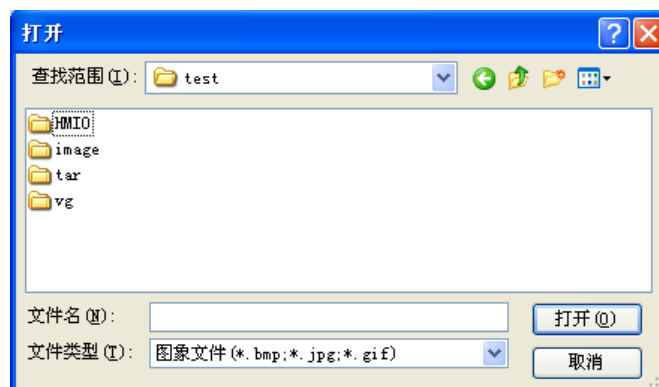 打开
查找范围(I): test
HMIO
image
tar
vg
文件名(N):
打开(O)
文件类型(T): 图象文件(*.bmp;*.jpg;*.gif)
取消